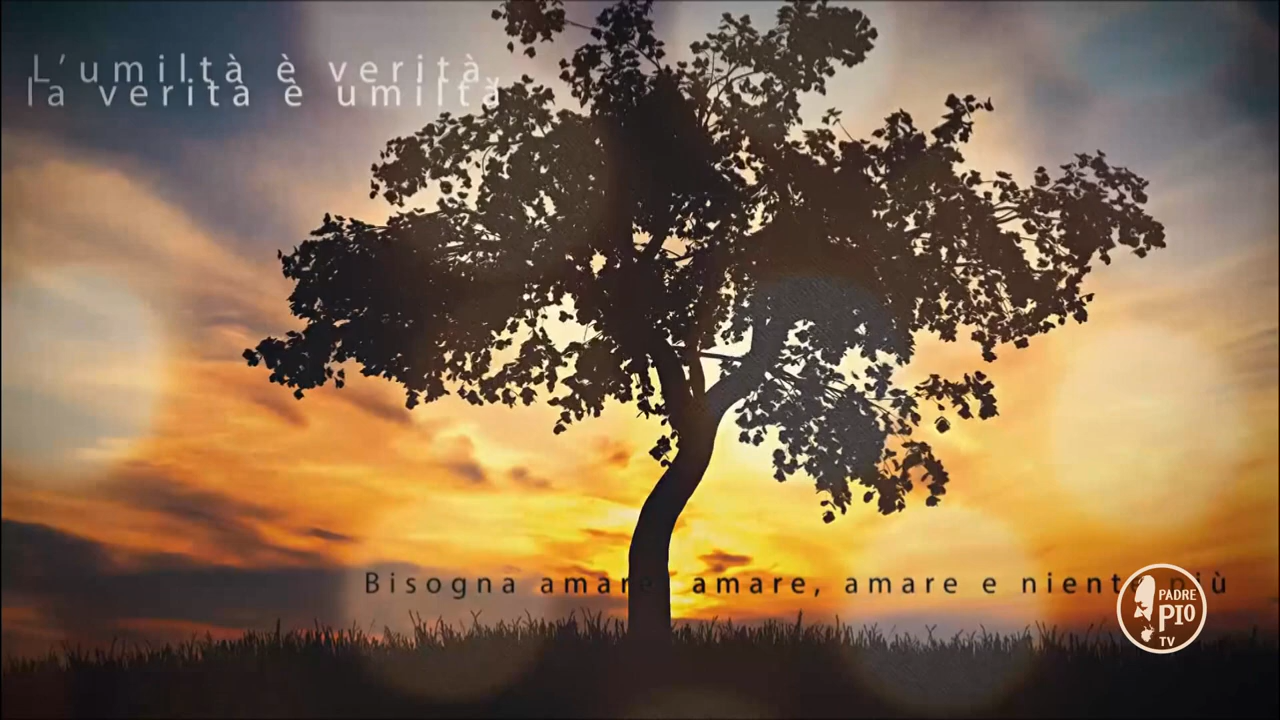 L'umiltà è verità,
la verità è umiltà
Bisogna amare, amare, amare e niente più
PADRE
PIO
TV